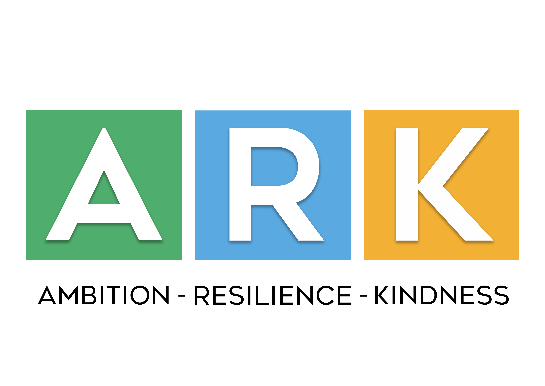 ARK
AMBITION - RESILIENCE - KINDNESS